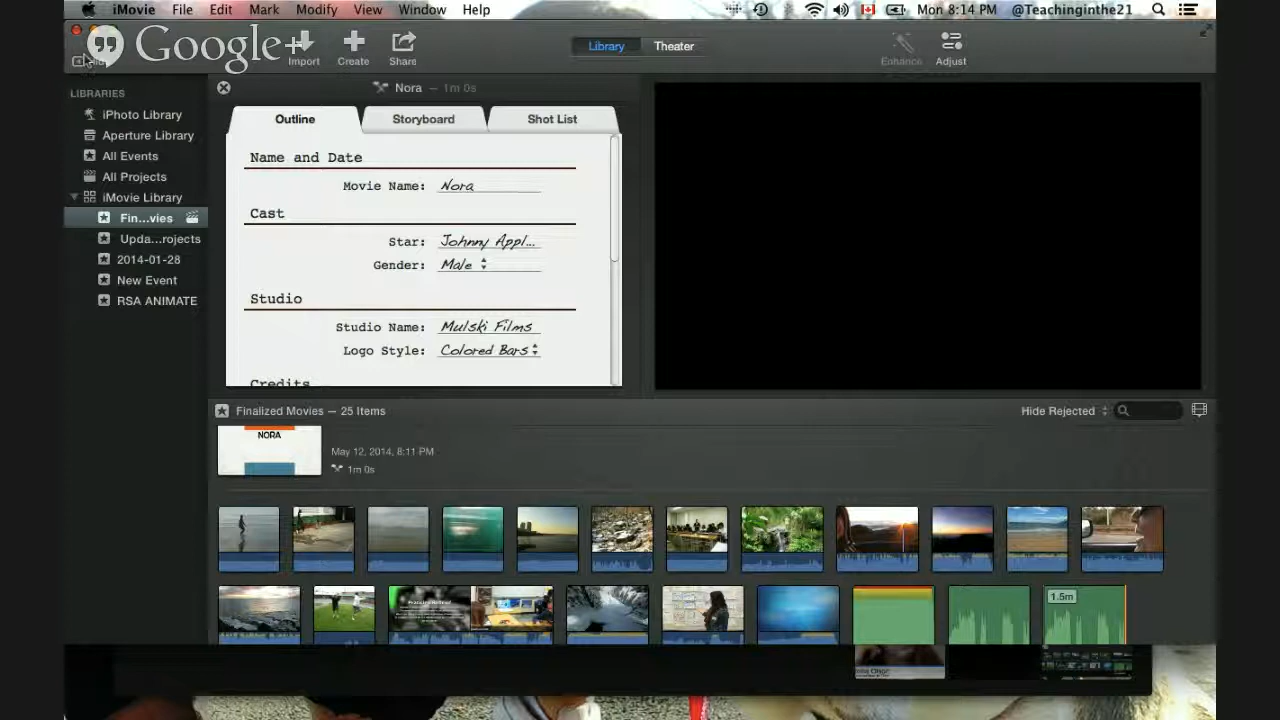 iMovie File Edit Mark Modify View Window Help Mon 8:14 PM @Teachinginthe21
Google+
Import Create Share Library Theater Enhance Adjust
LIBRARIES
iPhoto Library
Aperture Library
All Events
All Projects
iMovie Library
Fin...vies
Upda...rojects
2014-01-28
New Event
RSA ANIMATE
Nora — 1m 0s
Outline Storyboard Shot List
Name and Date
Movie Name: Nora
Cast
Star: Johnny Appl...
Gender: Male
Studio
Studio Name: Mulski Films
Logo Style: Colored Bars
Credits
Finalized Movies — 25 Items Hide Rejected
NORA
May 12, 2014, 8:11 PM
1m 0s
1.5m